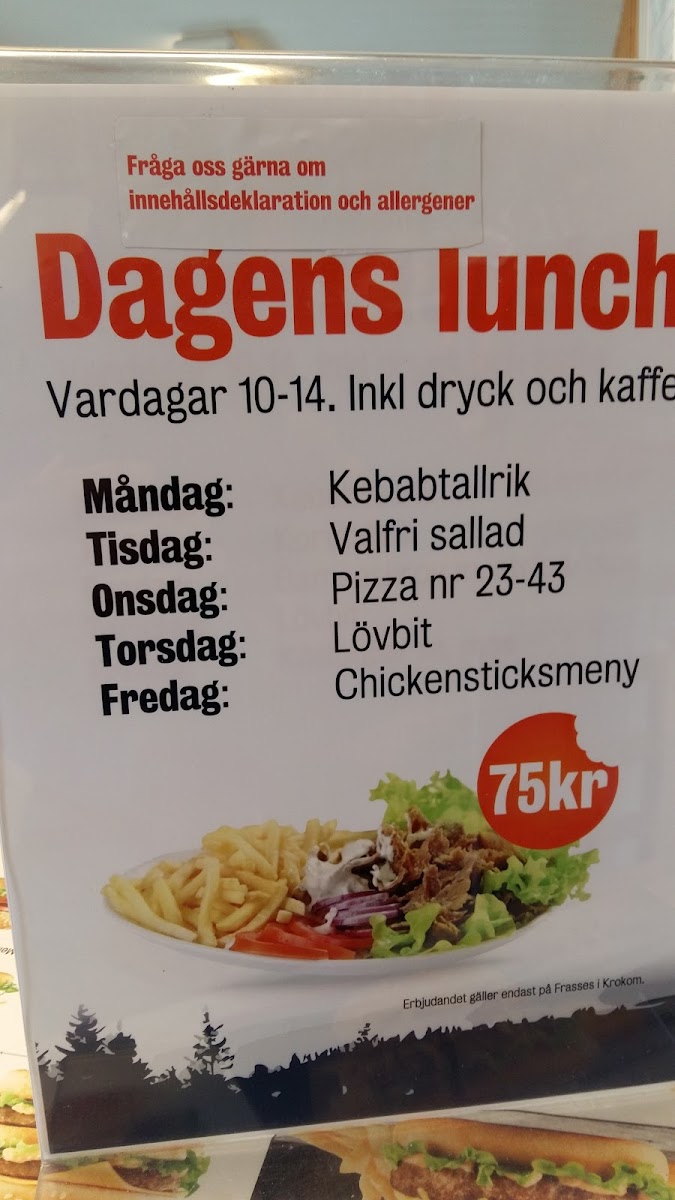 Fråga oss gärna om
innehållsdeklaration och allergener
Dagens lunch
Vardagar 10-14. Inkl dryck och kaffe
Måndag: Kebabtallrik
Tisdag: Valfri sallad
Onsdag: Pizza nr 23-43
Torsdag: Lövbit
Fredag: Chickensticksmeny
75kr
Erbjudandet gäller endast på Frasses i Krokom.